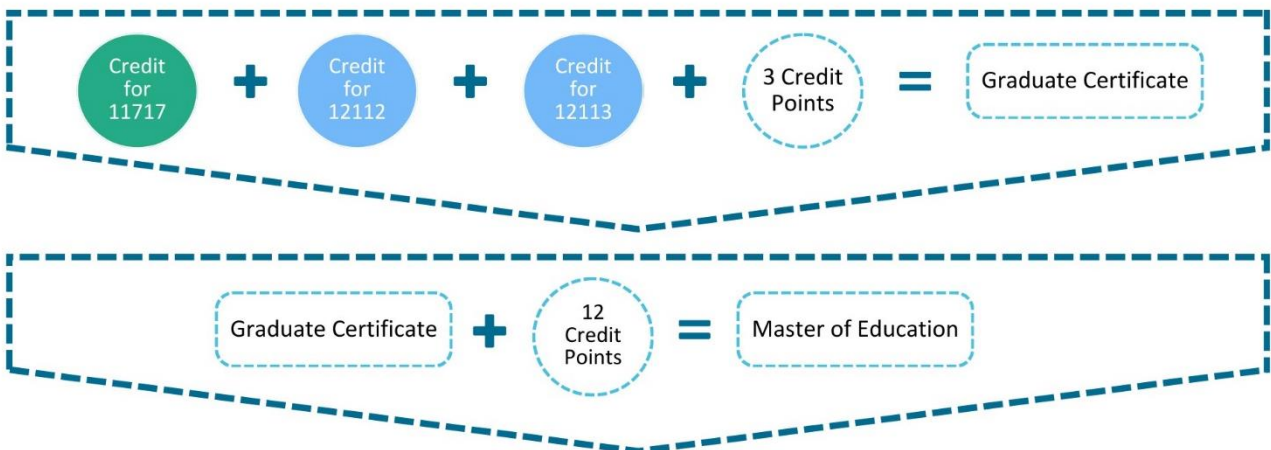 Credit
for
11717
+
Credit
for
12112
+
Credit
for
12113
+
3 Credit
Points
=
Graduate Certificate
Graduate Certificate
+
12
Credit
Points
=
Master of Education